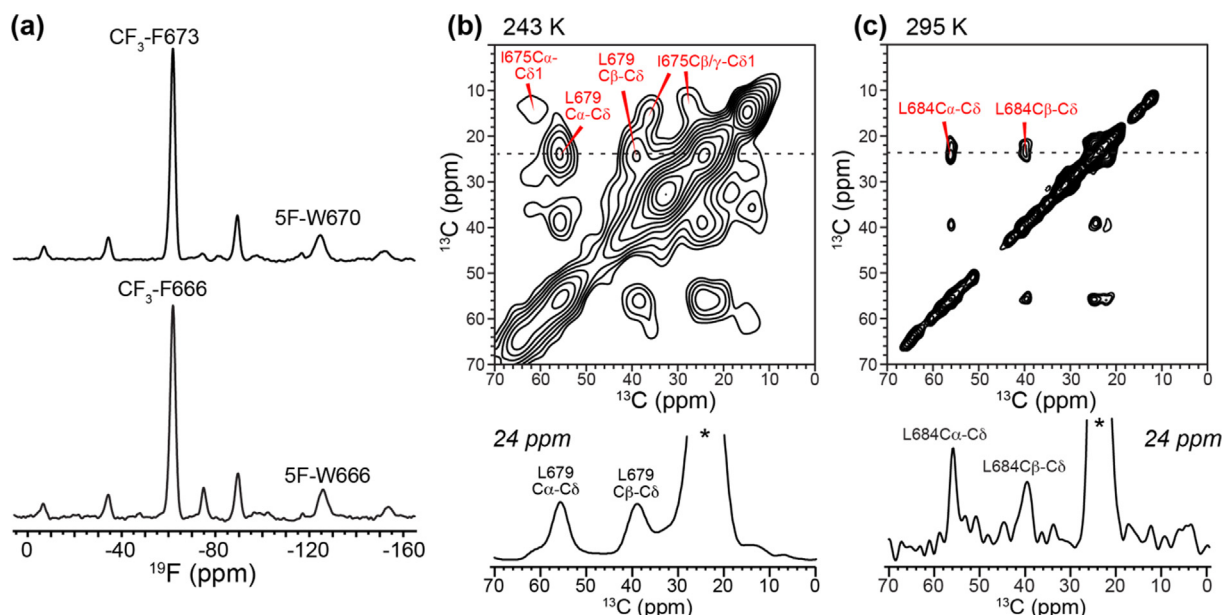 (a)
CF3-F673
5F-W670
CF3-F666
5F-W666
0 -40 -80 -120 -160
19F (ppm)
(b) 243 K
I675Cα-
Cδ1
L679
Cα-Cδ
L679
Cβ-Cδ
I675Cβ/γ-Cδ1
10
20
30
40
50
60
70
13C (ppm)
70 60 50 40 30 20 10 0
13C (ppm)
24 ppm
L679
Cα-Cδ
L679
Cβ-Cδ
*
70 60 50 40 30 20 10 0
13C (ppm)
(c) 295 K
L684Cα-Cδ
L684Cβ-Cδ
10
20
30
40
50
60
70
13C (ppm)
70 60 50 40 30 20 10 0
13C (ppm)
L684Cα-Cδ
L684Cβ-Cδ
*
24 ppm
70 60 50 40 30 20 10 0
13C (ppm)